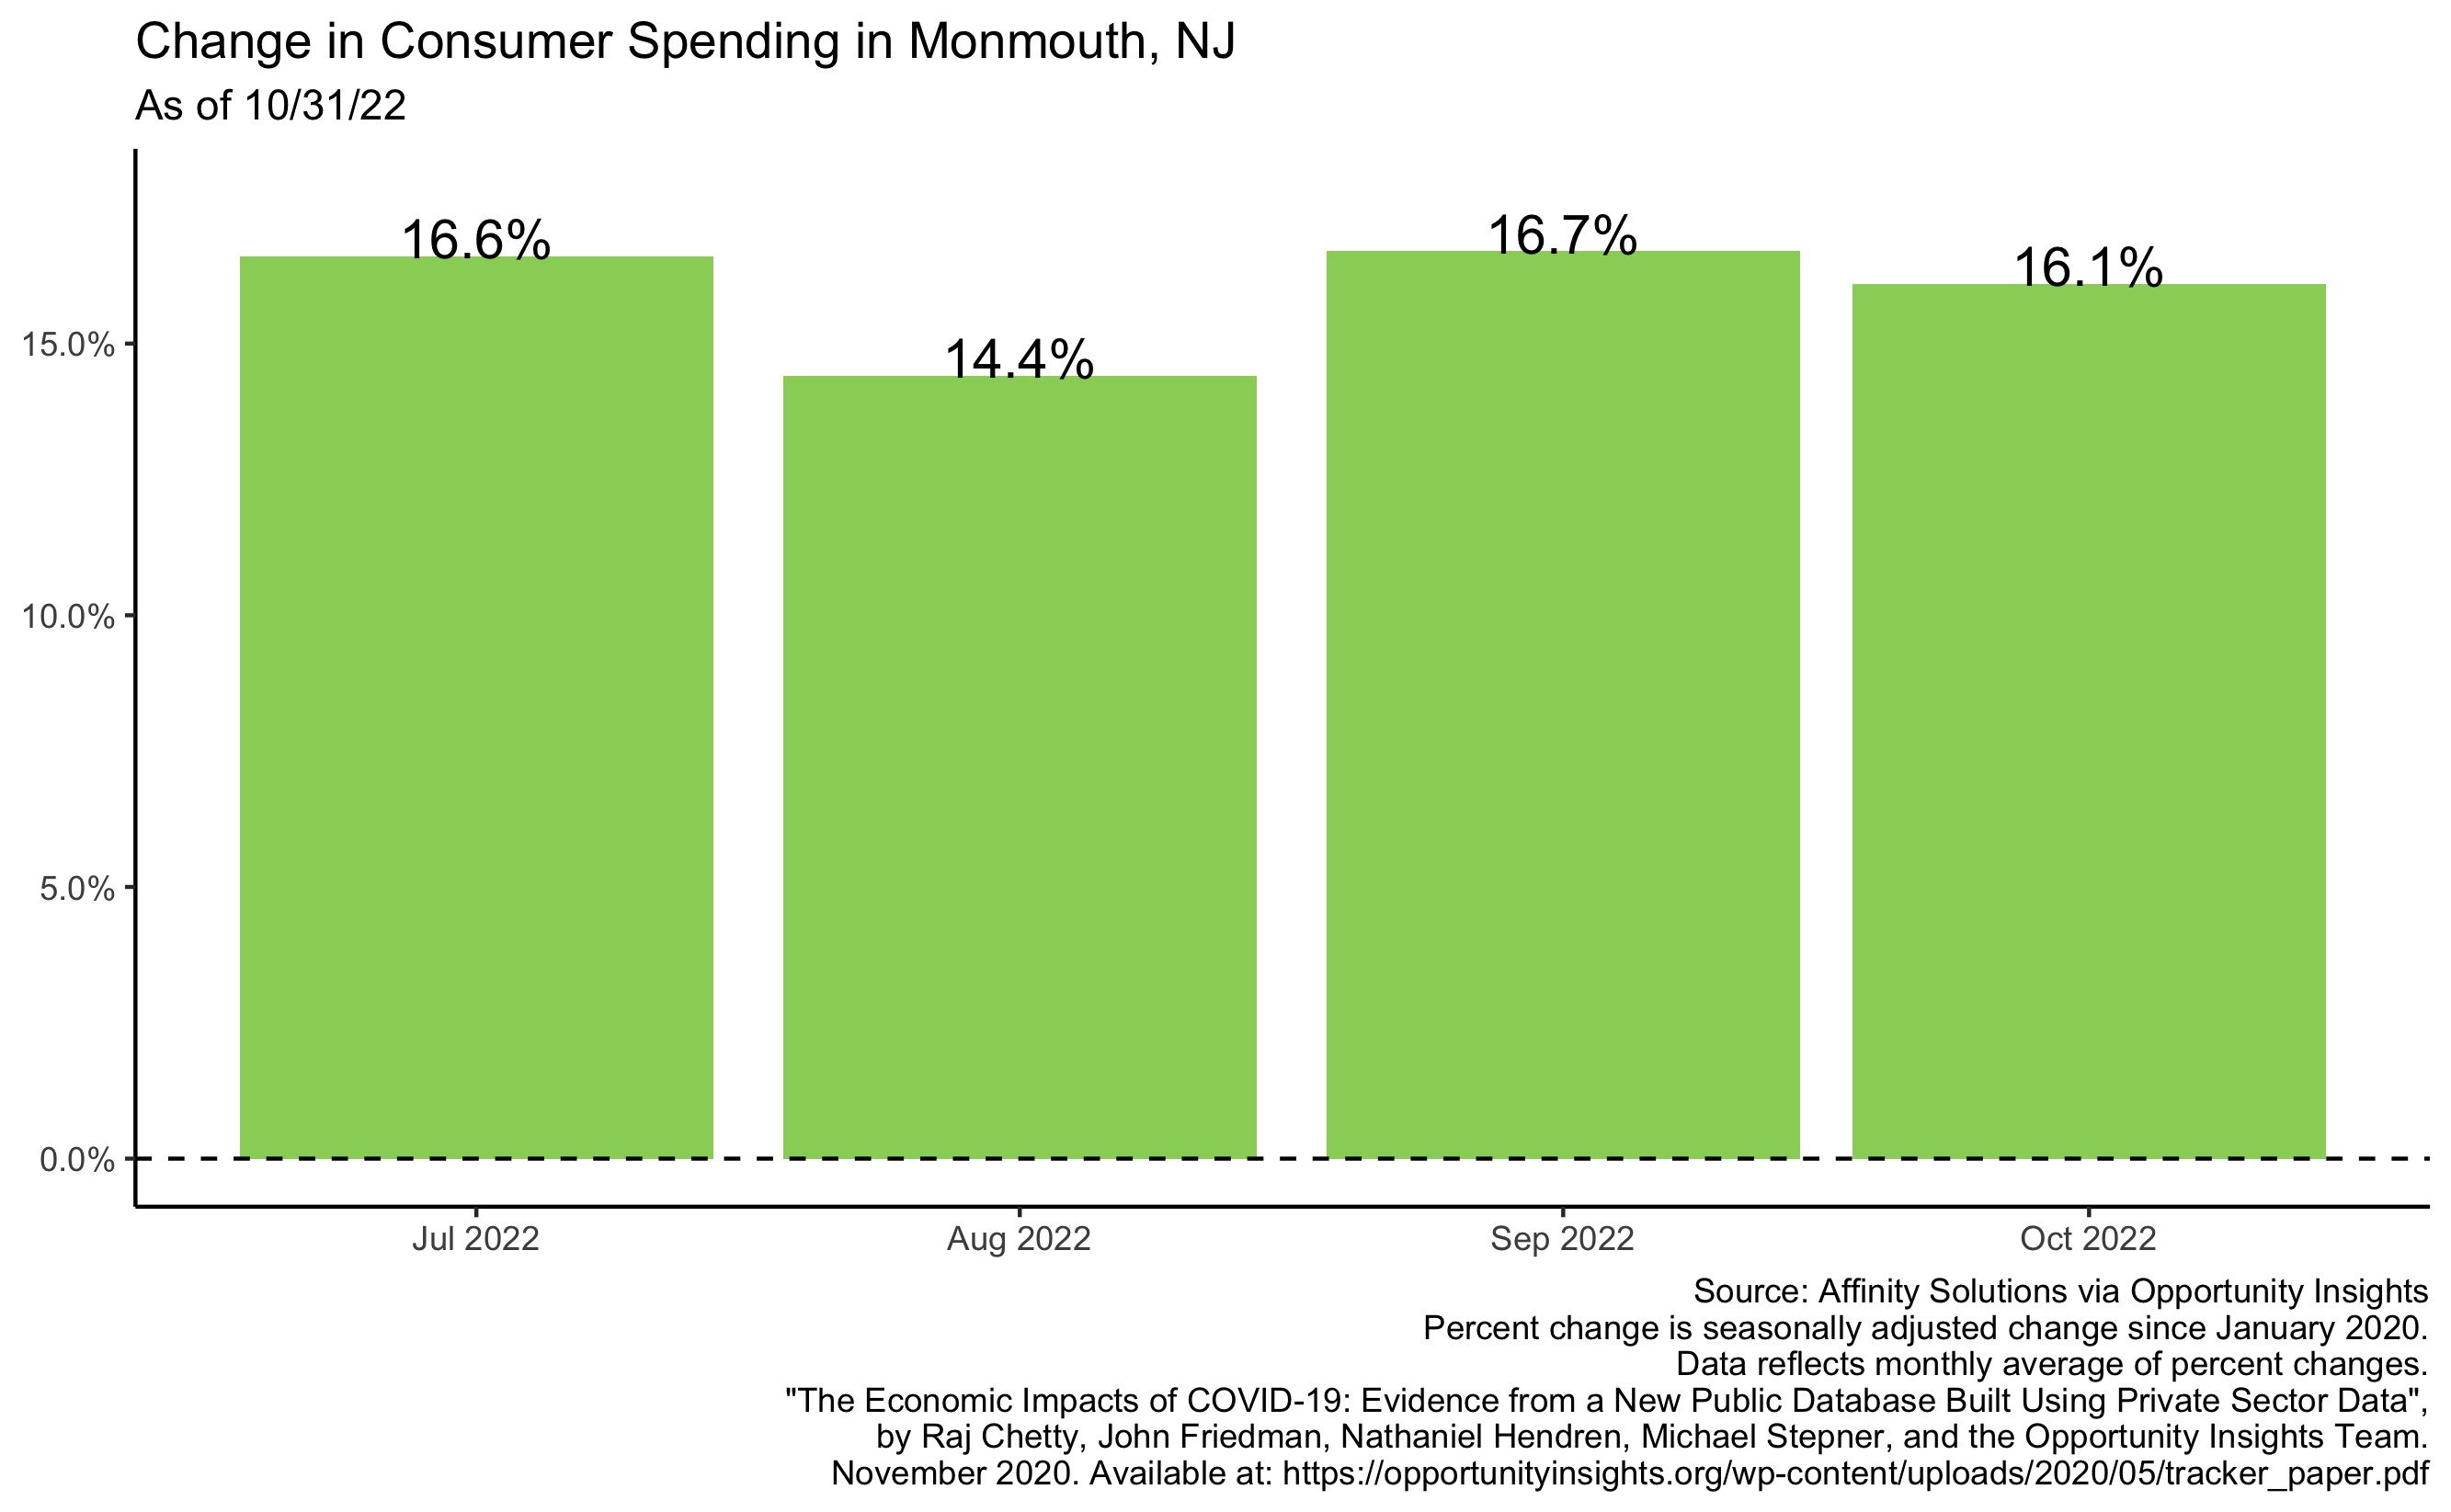 Change in Consumer Spending in Monmouth, NJ
As of 10/31/22
16.6%
14.4%
16.7%
16.1%
15.0%
10.0%
5.0%
0.0%
Jul 2022
Aug 2022
Sep 2022
Oct 2022
Source: Affinity Solutions via Opportunity Insights
Percent change is seasonally adjusted change since January 2020.
Data reflects monthly average of percent changes.
"The Economic Impacts of COVID-19: Evidence from a New Public Database Built Using Private Sector Data",
by Raj Chetty, John Friedman, Nathaniel Hendren, Michael Stepner, and the Opportunity Insights Team.
November 2020. Available at: https://opportunityinsights.org/wp-content/uploads/2020/05/tracker_paper.pdf